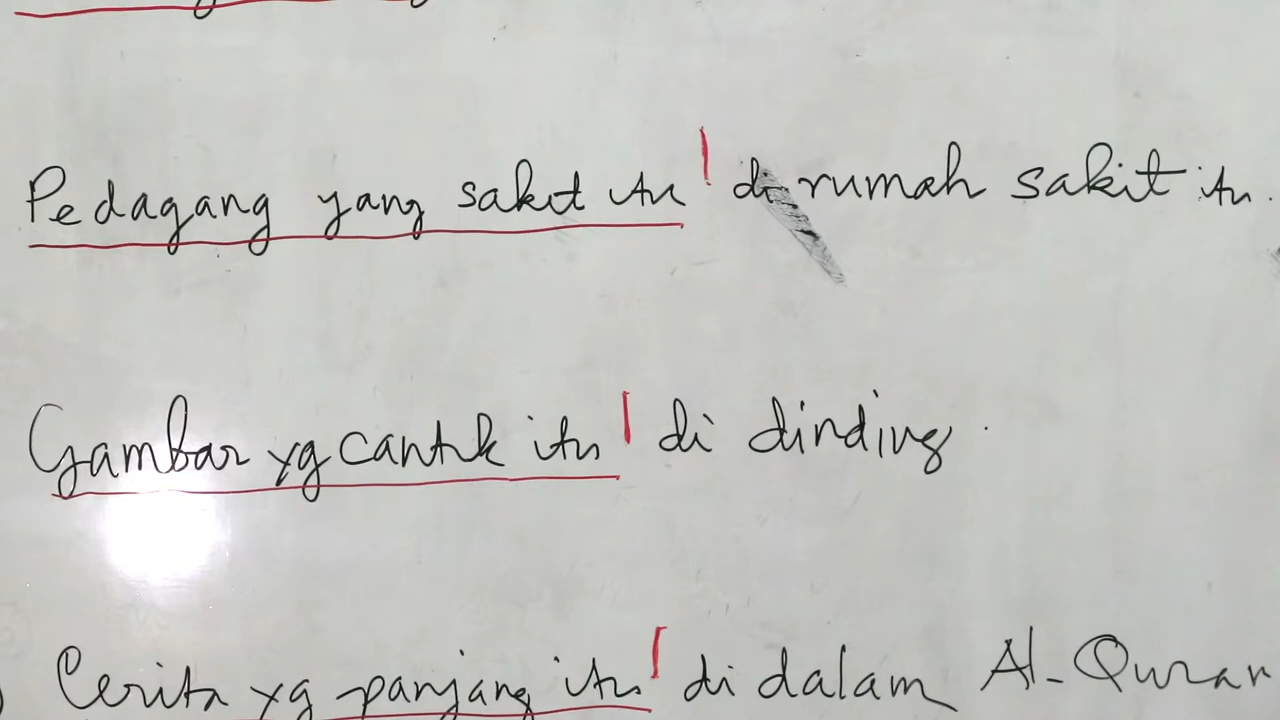 Pedagang yang sakit itu di rumah sakit itu.
Gambar yg cantik itu di dinding.
Cerita yg panjang itu di dalam Al-Quran